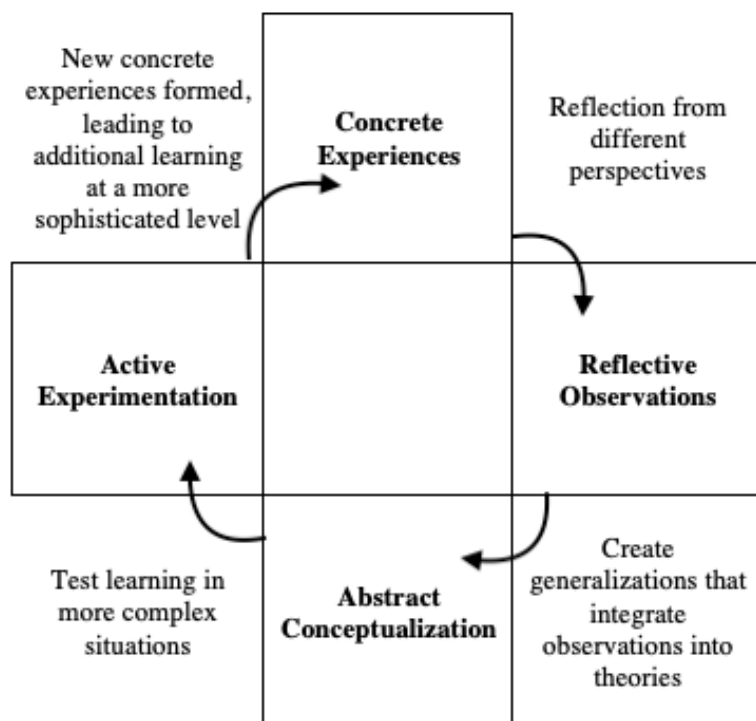 New concrete
experiences formed,
leading to
additional learning
at a more
sophisticated level
Concrete
Experiences
Reflection from
different
perspectives
Active
Experimentation
Reflective
Observations
Test learning in
more complex
situations
Abstract
Conceptualization
Create
generalizations that
integrate
observations into
theories